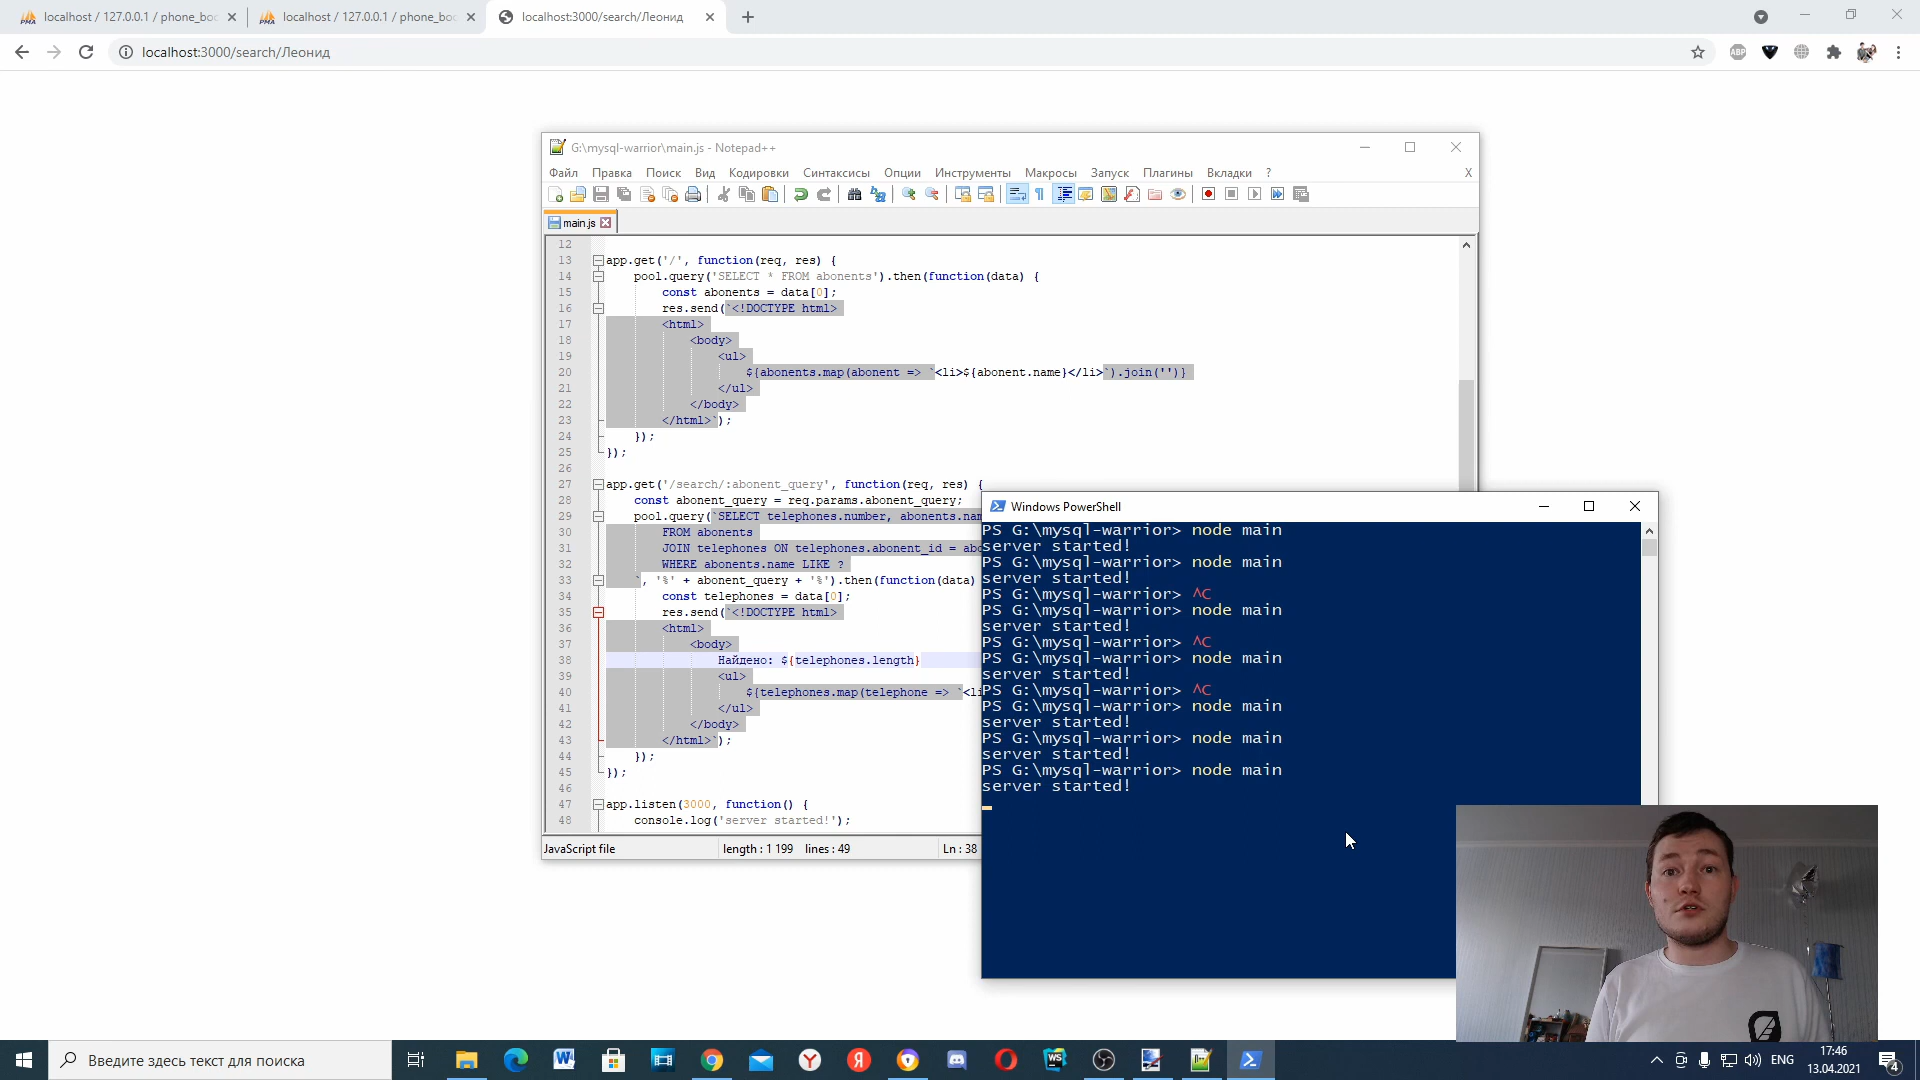 localhost / 127.0.0.1 / phone_boo
localhost / 127.0.0.1 / phone_boo
localhost:3000/search/Леонид
localhost:3000/search/Леонид
ABP
G:\mysql-warrior\main.js - Notepad++
Файл Правка Поиск Вид Кодировки Синтаксисы Опции Инструменты Макросы Запуск Плагины Вкладки ? X
main.js
12
13 app.get('/', function(req, res) {
14 pool.query('SELECT * FROM abonents').then(function(data) {
15 const abonents = data[0];
16 res.send(`<!DOCTYPE html>
17 <html>
18 <body>
19 <ul>
20 ${abonents.map(abonent => `<li>${abonent.name}</li>`).join('')}
21 </ul>
22 </body>
23 </html>`);
24 });
25 });
26
27 app.get('/search/:abonent_query', function(req, res) {
28 const abonent_query = req.params.abonent_query;
29 pool.query(`SELECT telephones.number, abonents.nam
30 FROM abonents
31 JOIN telephones ON telephones.abonent_id = abo
32 WHERE abonents.name LIKE ?
33 `, '%' + abonent_query + '%').then(function(data)
34 const telephones = data[0];
35 res.send(`<!DOCTYPE html>
36 <html>
37 <body>
38 Найдено: ${telephones.length}
39 <ul>
40 ${telephones.map(telephone => `<li
41 </ul>
42 </body>
43 </html>`);
44 });
45 });
46
47 app.listen(3000, function() {
48 console.log('server started!');
JavaScript file length : 1 199 lines : 49 Ln : 38
Windows PowerShell
PS G:\mysql-warrior> node main
server started!
PS G:\mysql-warrior> node main
server started!
PS G:\mysql-warrior> ^C
PS G:\mysql-warrior> node main
server started!
PS G:\mysql-warrior> ^C
PS G:\mysql-warrior> node main
server started!
PS G:\mysql-warrior> ^C
PS G:\mysql-warrior> node main
server started!
PS G:\mysql-warrior> node main
server started!
PS G:\mysql-warrior> node main
server started!
Введите здесь текст для поиска
ENG
17:46
13.04.2021
4